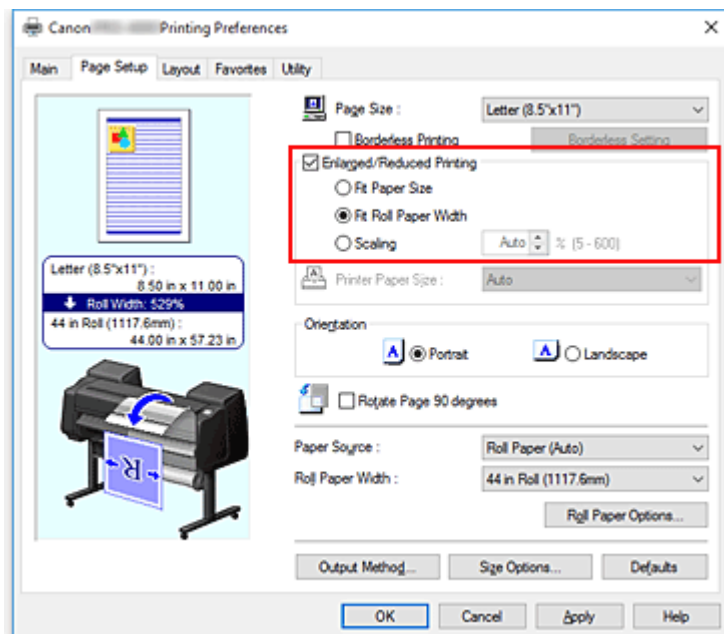 Canon Printing Preferences
Main Page Setup Layout Favorites Utility
Page Size : Letter (8.5"x11")
Borderless Printing Borderless Setting
Enlarged/Reduced Printing
Fit Paper Size
Fit Roll Paper Width
Scaling Auto % (5 - 600)
Letter (8.5"x11") :
8.50 in x 11.00 in
Roll Width: 529%
44 in Roll (1117.6mm) :
44.00 in x 57.23 in
Printer Paper Size : Auto
Orientation
A Portrait A Landscape
Rotate Page 90 degrees
R
Paper Source : Roll Paper (Auto)
Roll Paper Width : 44 in Roll (1117.6mm)
Roll Paper Options...
Output Method... Size Options... Defaults
OK Cancel Apply Help